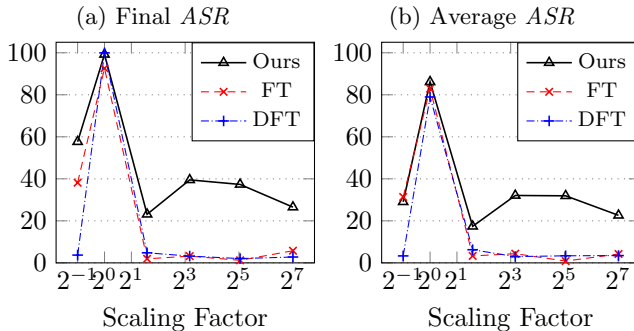 (a) Final ASR
(b) Average ASR
100
80
60
40
20
0
Ours
FT
DFT
2^−1 2^0 2^1 2^3 2^5 2^7
Scaling Factor
100
80
60
40
20
0
Ours
FT
DFT
2^−1 2^0 2^1 2^3 2^5 2^7
Scaling Factor